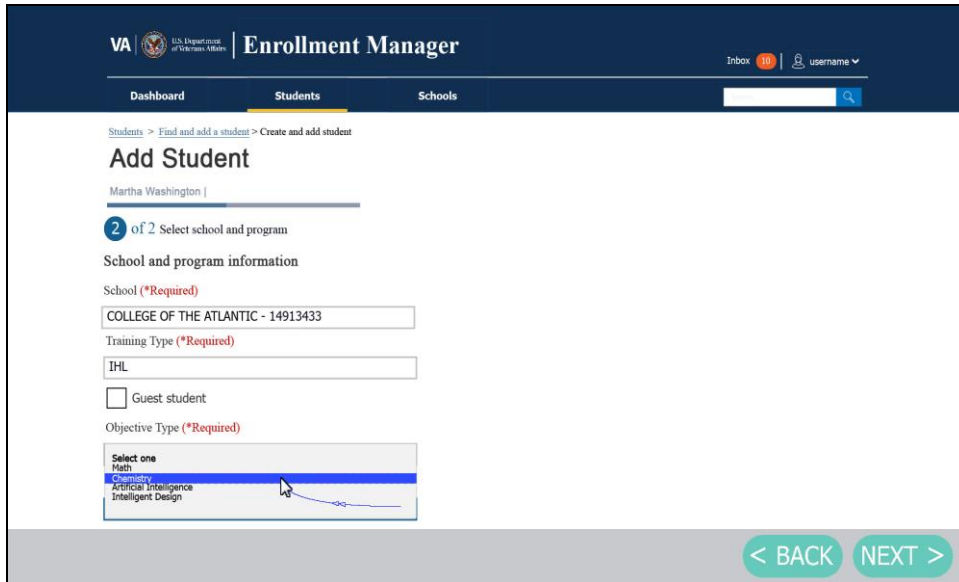 VA
U.S. Department
of Veterans Affairs
Enrollment Manager
Inbox 10 username
Dashboard Students Schools
Students > Find and add a student > Create and add student
Add Student
Martha Washington |
2 of 2 Select school and program
School and program information
School (*Required)
COLLEGE OF THE ATLANTIC - 14913433
Training Type (*Required)
IHL
Guest student
Objective Type (*Required)
Select one
Math
Chemistry
Artificial Intelligence
Intelligent Design
< BACK NEXT >